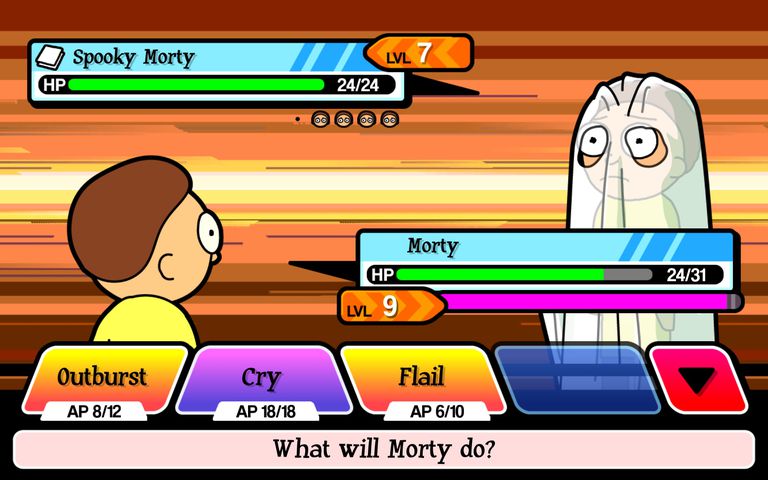 Spooky Morty
LVL 7
HP 24/24
Morty
HP 24/31
LVL 9
Outburst
AP 8/12
Cry
AP 18/18
Flail
AP 6/10
What will Morty do?